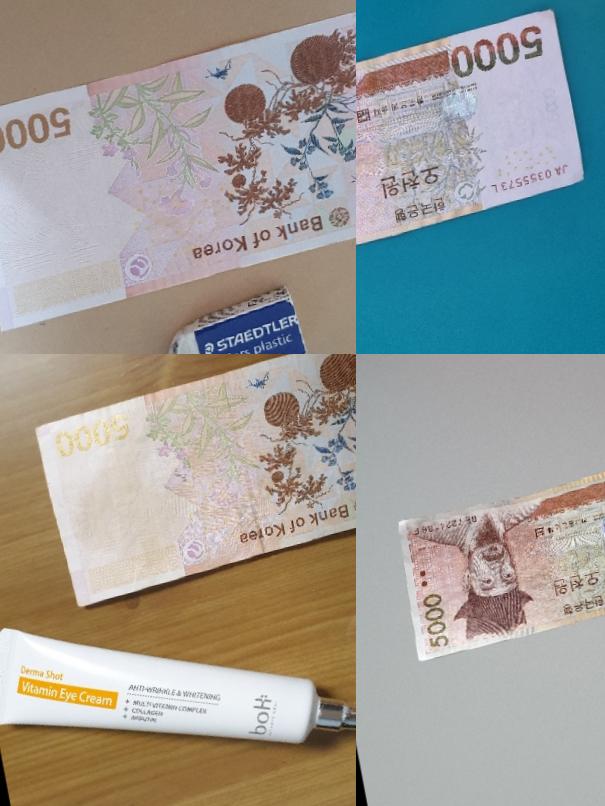 5000
Bank of Korea
STAEDTLER
plastic
5000
오천원
한국은행
JA 0355573 L
5000
Bank of Korea
Derma Shot
Vitamin Eye Cream
ANTI-WRINKLE & WHITENING
+ MULTI VITAMIN COMPLEX
+ COLLAGEN
+ ARBUTIN
boH
5000
오천원
한국은행